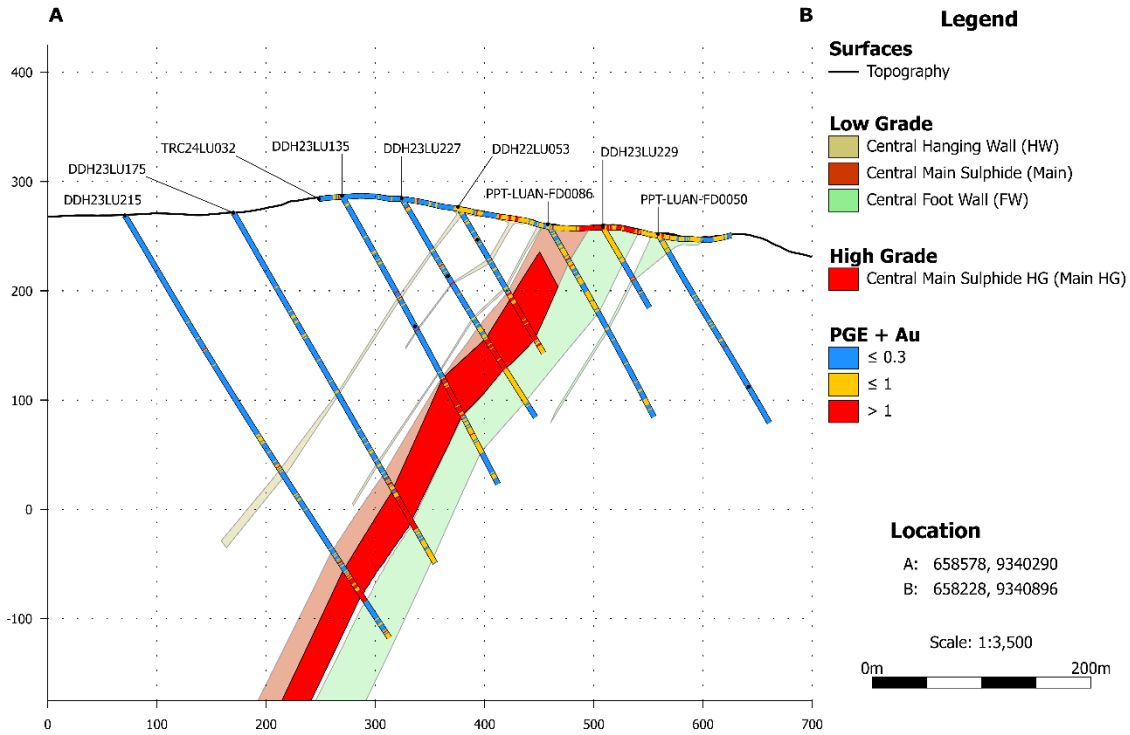 A
B
Legend
Surfaces
Topography
Low Grade
Central Hanging Wall (HW)
Central Main Sulphide (Main)
Central Foot Wall (FW)
High Grade
Central Main Sulphide HG (Main HG)
PGE + Au
≤ 0.3
≤ 1
> 1
Location
A: 658578, 9340290
B: 658228, 9340896
Scale: 1:3,500
0m 200m
400
300
200
100
0
-100
TRC24LU032
DDH23LU135
DDH23LU227
DDH22LU053
DDH23LU229
DDH23LU175
PPT-LUAN-FD0086
PPT-LUAN-FD0050
DDH23LU215
0 100 200 300 400 500 600 700